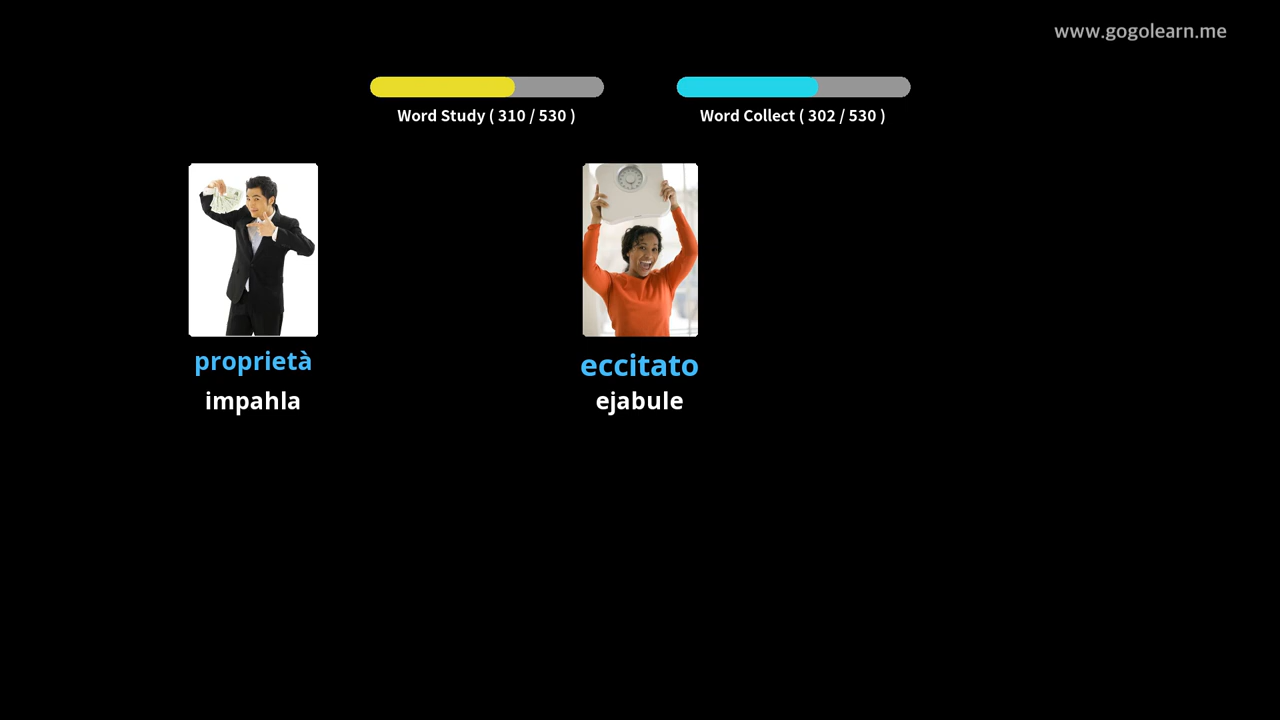 www.gogolearn.me
Word Study ( 310 / 530 )
Word Collect ( 302 / 530 )
proprietà
eccitato
impahla
ejabule